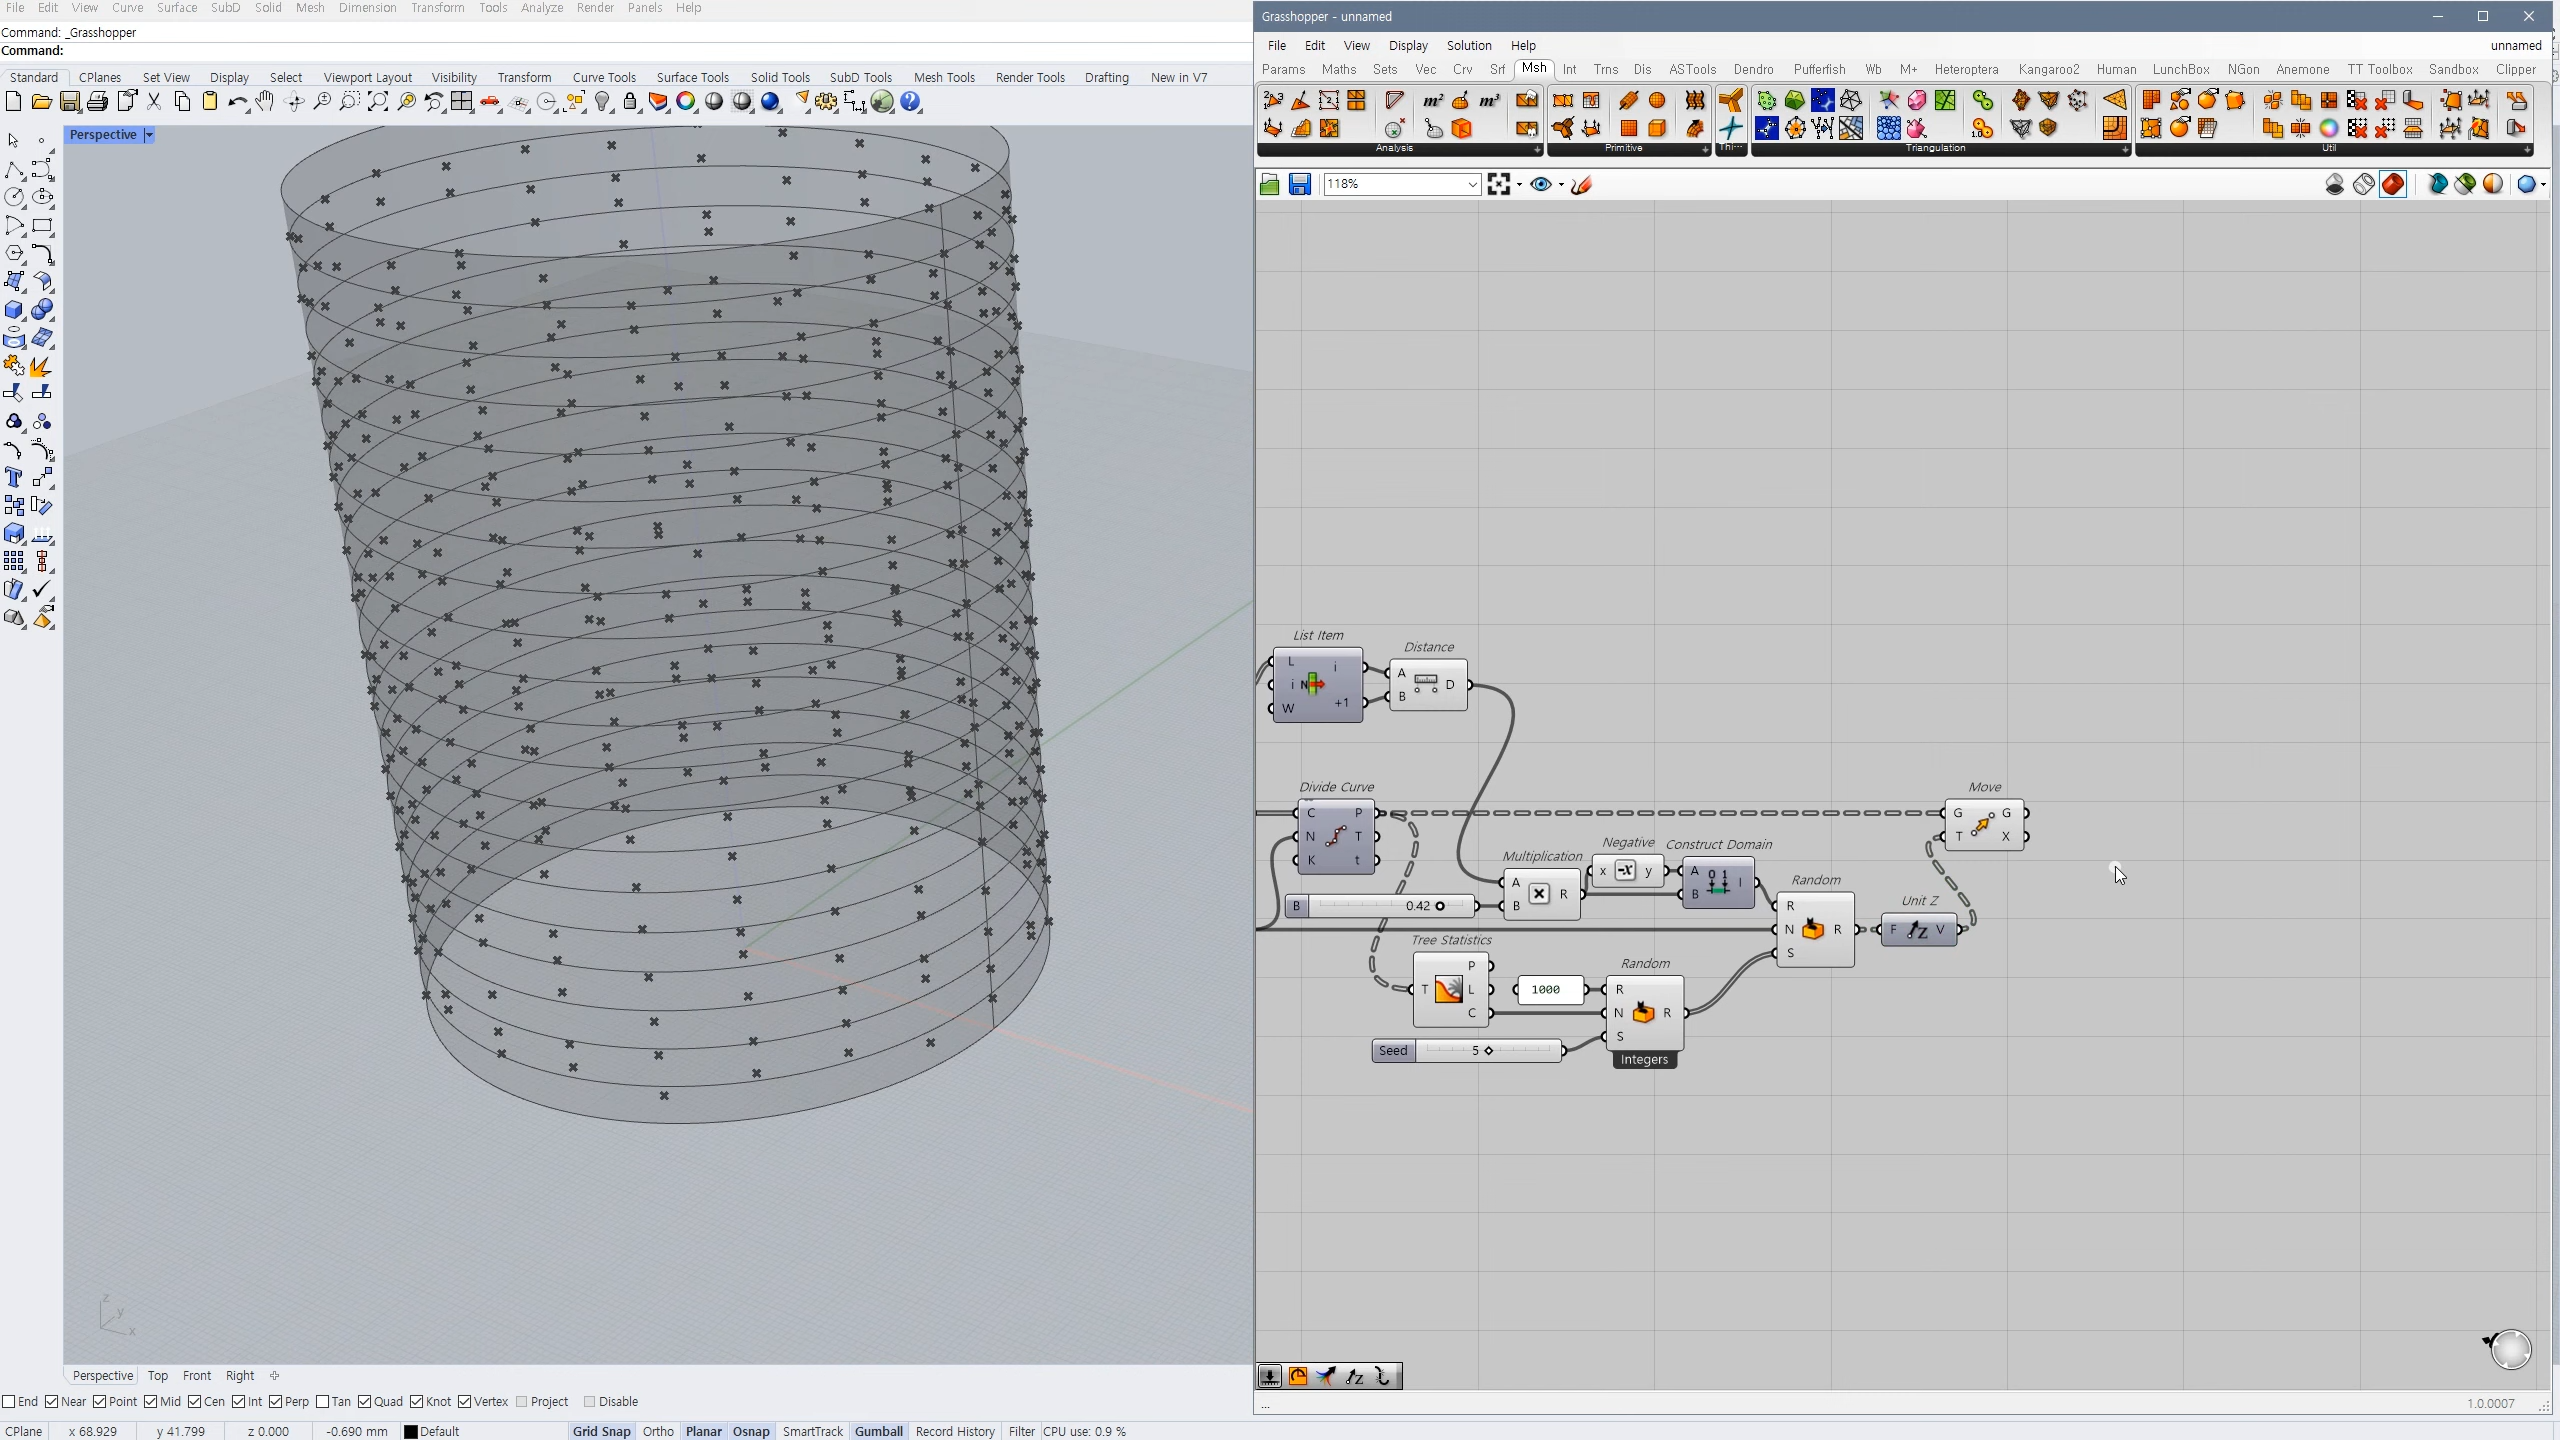 File Edit View Curve Surface SubD Solid Mesh Dimension Transform Tools Analyze Render Panels Help
Command: _Grasshopper
Command:
Standard CPlanes Set View Display Select Viewport Layout Visibility Transform Curve Tools Surface Tools Solid Tools SubD Tools Mesh Tools Render Tools Drafting New in V7
Perspective
z
y
x
Perspective Top Front Right
End Near Point Mid Cen Int Perp Tan Quad Knot Vertex Project Disable
CPlane x 68.929 y 41.799 z 0.000 -0.690 mm Default Grid Snap Ortho Planar Osnap SmartTrack Gumball Record History Filter CPU use: 0.9 %
Grasshopper - unnamed
File Edit View Display Solution Help unnamed
Params Maths Sets Vec Crv Srf Msh Int Trns Dis ASTools Dendro Pufferfish Wb M+ Heteroptera Kangaroo2 Human LunchBox NGon Anemone TT Toolbox Sandbox Clipper
Analysis Primitive Thi... Triangulation Util
118%
List Item
L i
i
W +1
Distance
A D
B
Divide Curve
C P
N T
K t
Move
G G
T X
Multiplication
A R
B
Negative
x y
Construct Domain
A I
B
B 0.42
Random
R
N R
S
Unit Z
F V
Tree Statistics
P
T L
C
1000
Random
R
N R
S
Integers
Seed 5
... 1.0.0007